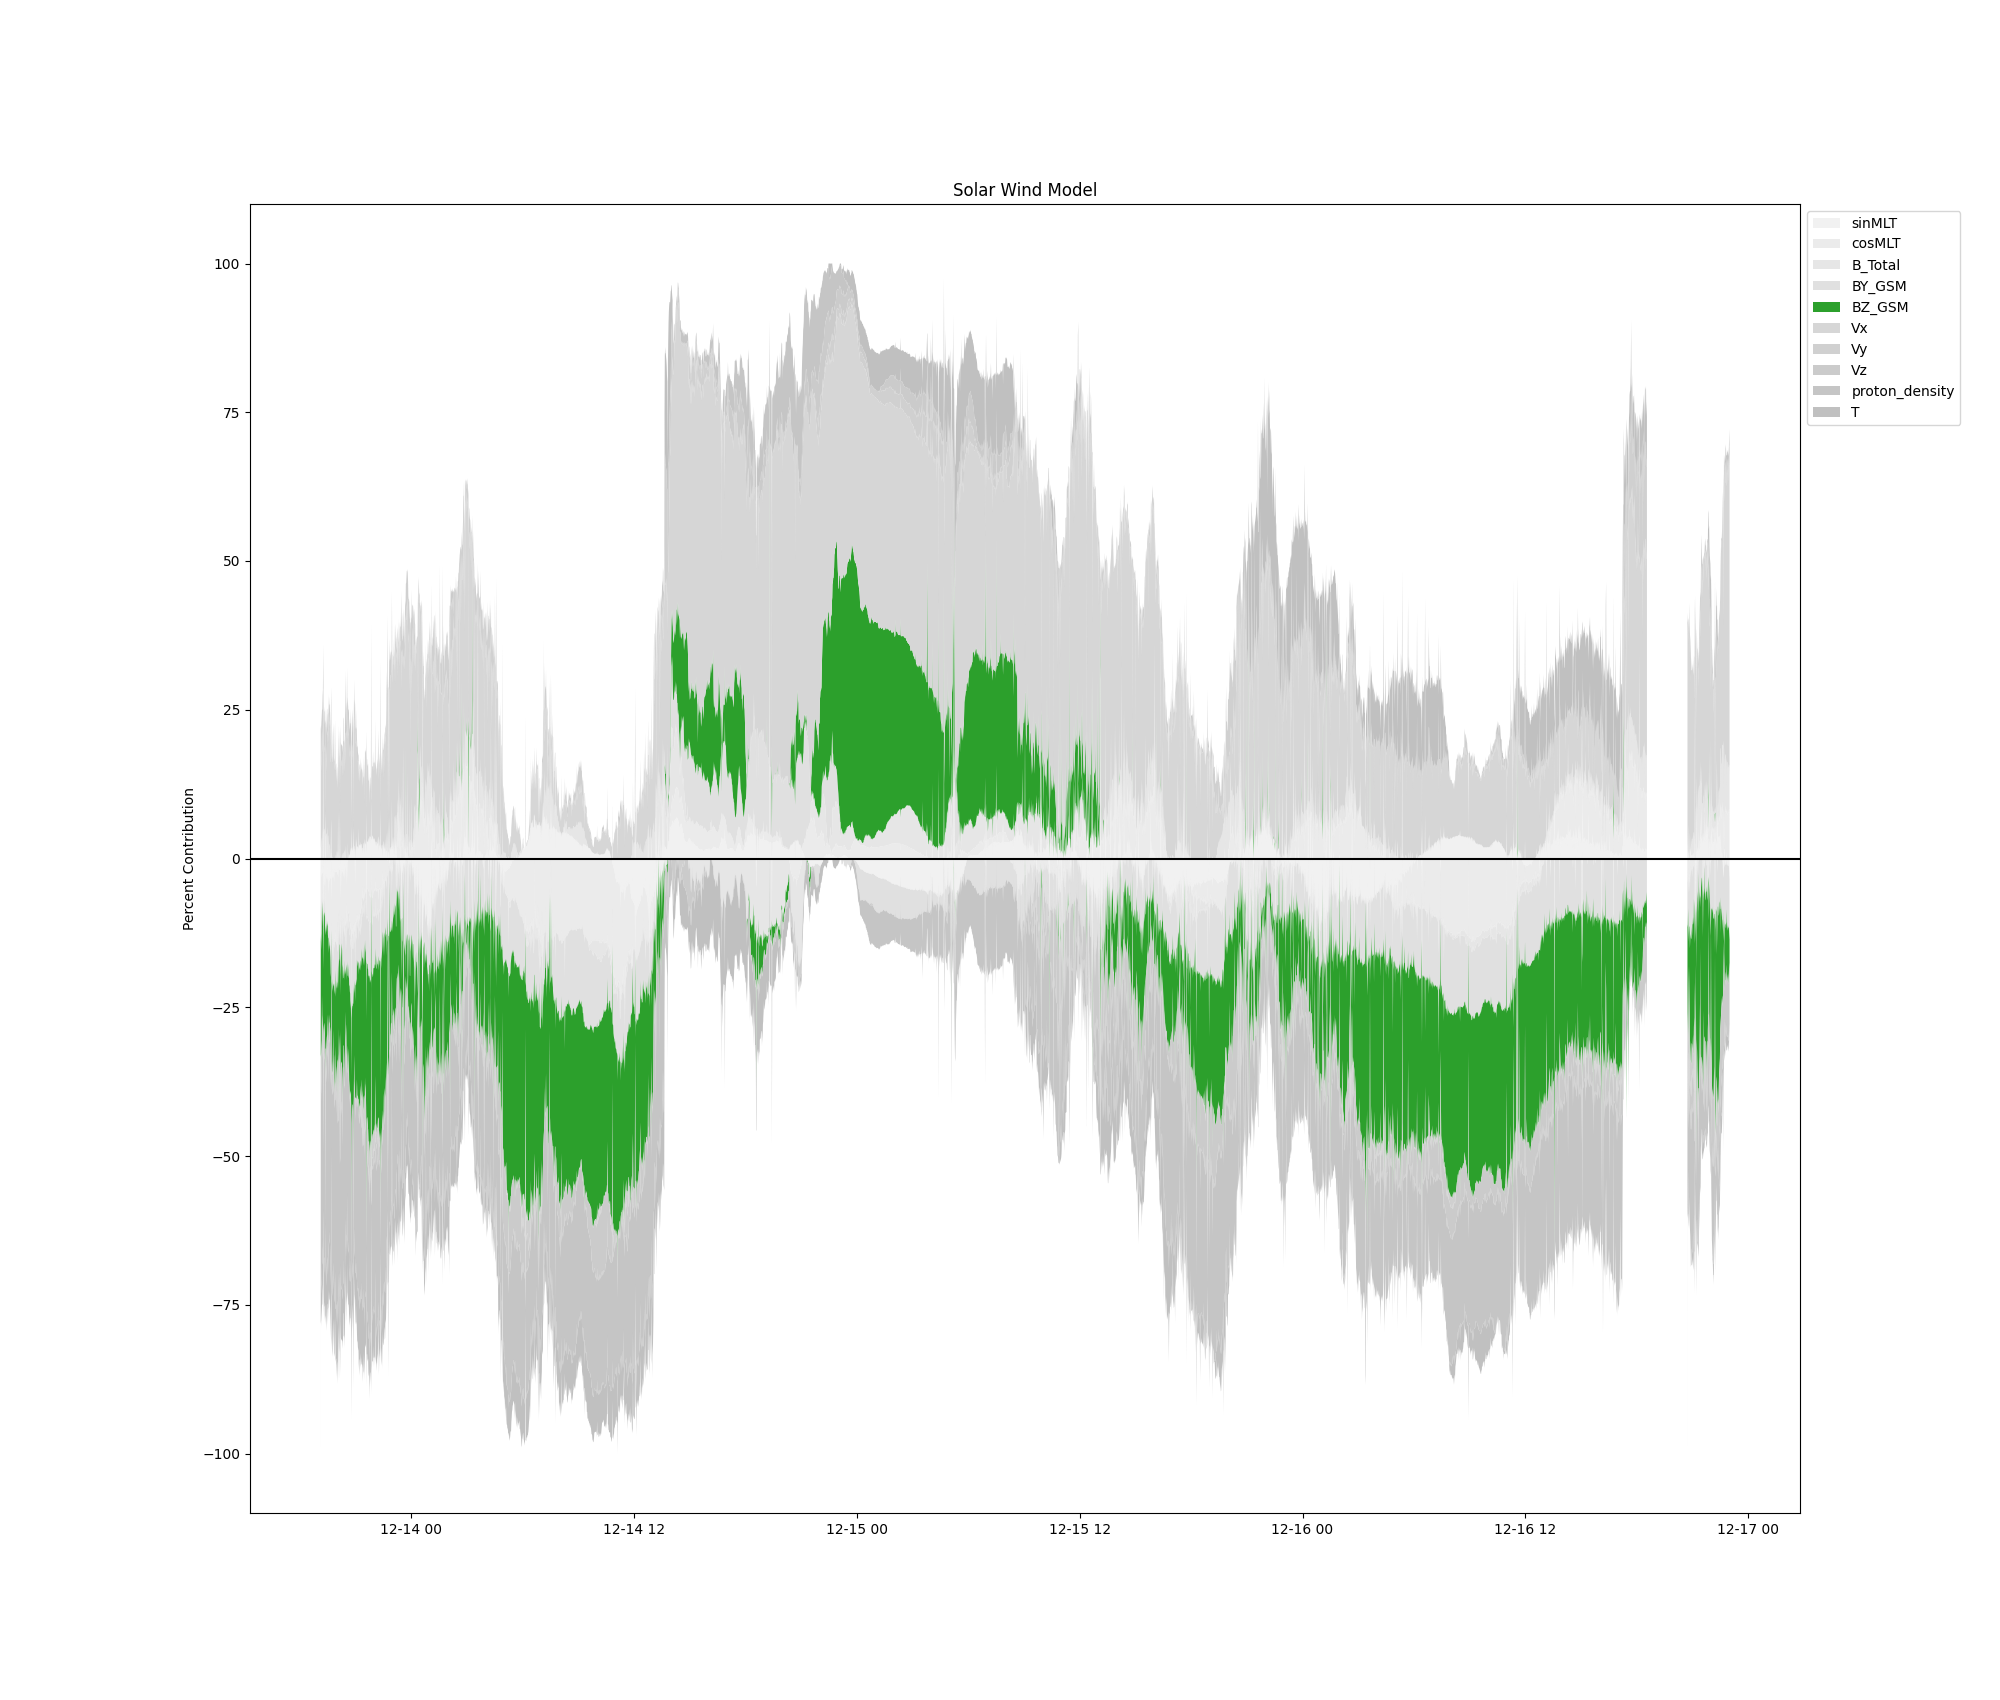 Solar Wind Model
sinMLT
cosMLT
B_Total
BY_GSM
BZ_GSM
Vx
Vy
Vz
proton_density
T
100
75
50
25
0
−25
−50
−75
−100
Percent Contribution
12-14 00
12-14 12
12-15 00
12-15 12
12-16 00
12-16 12
12-17 00